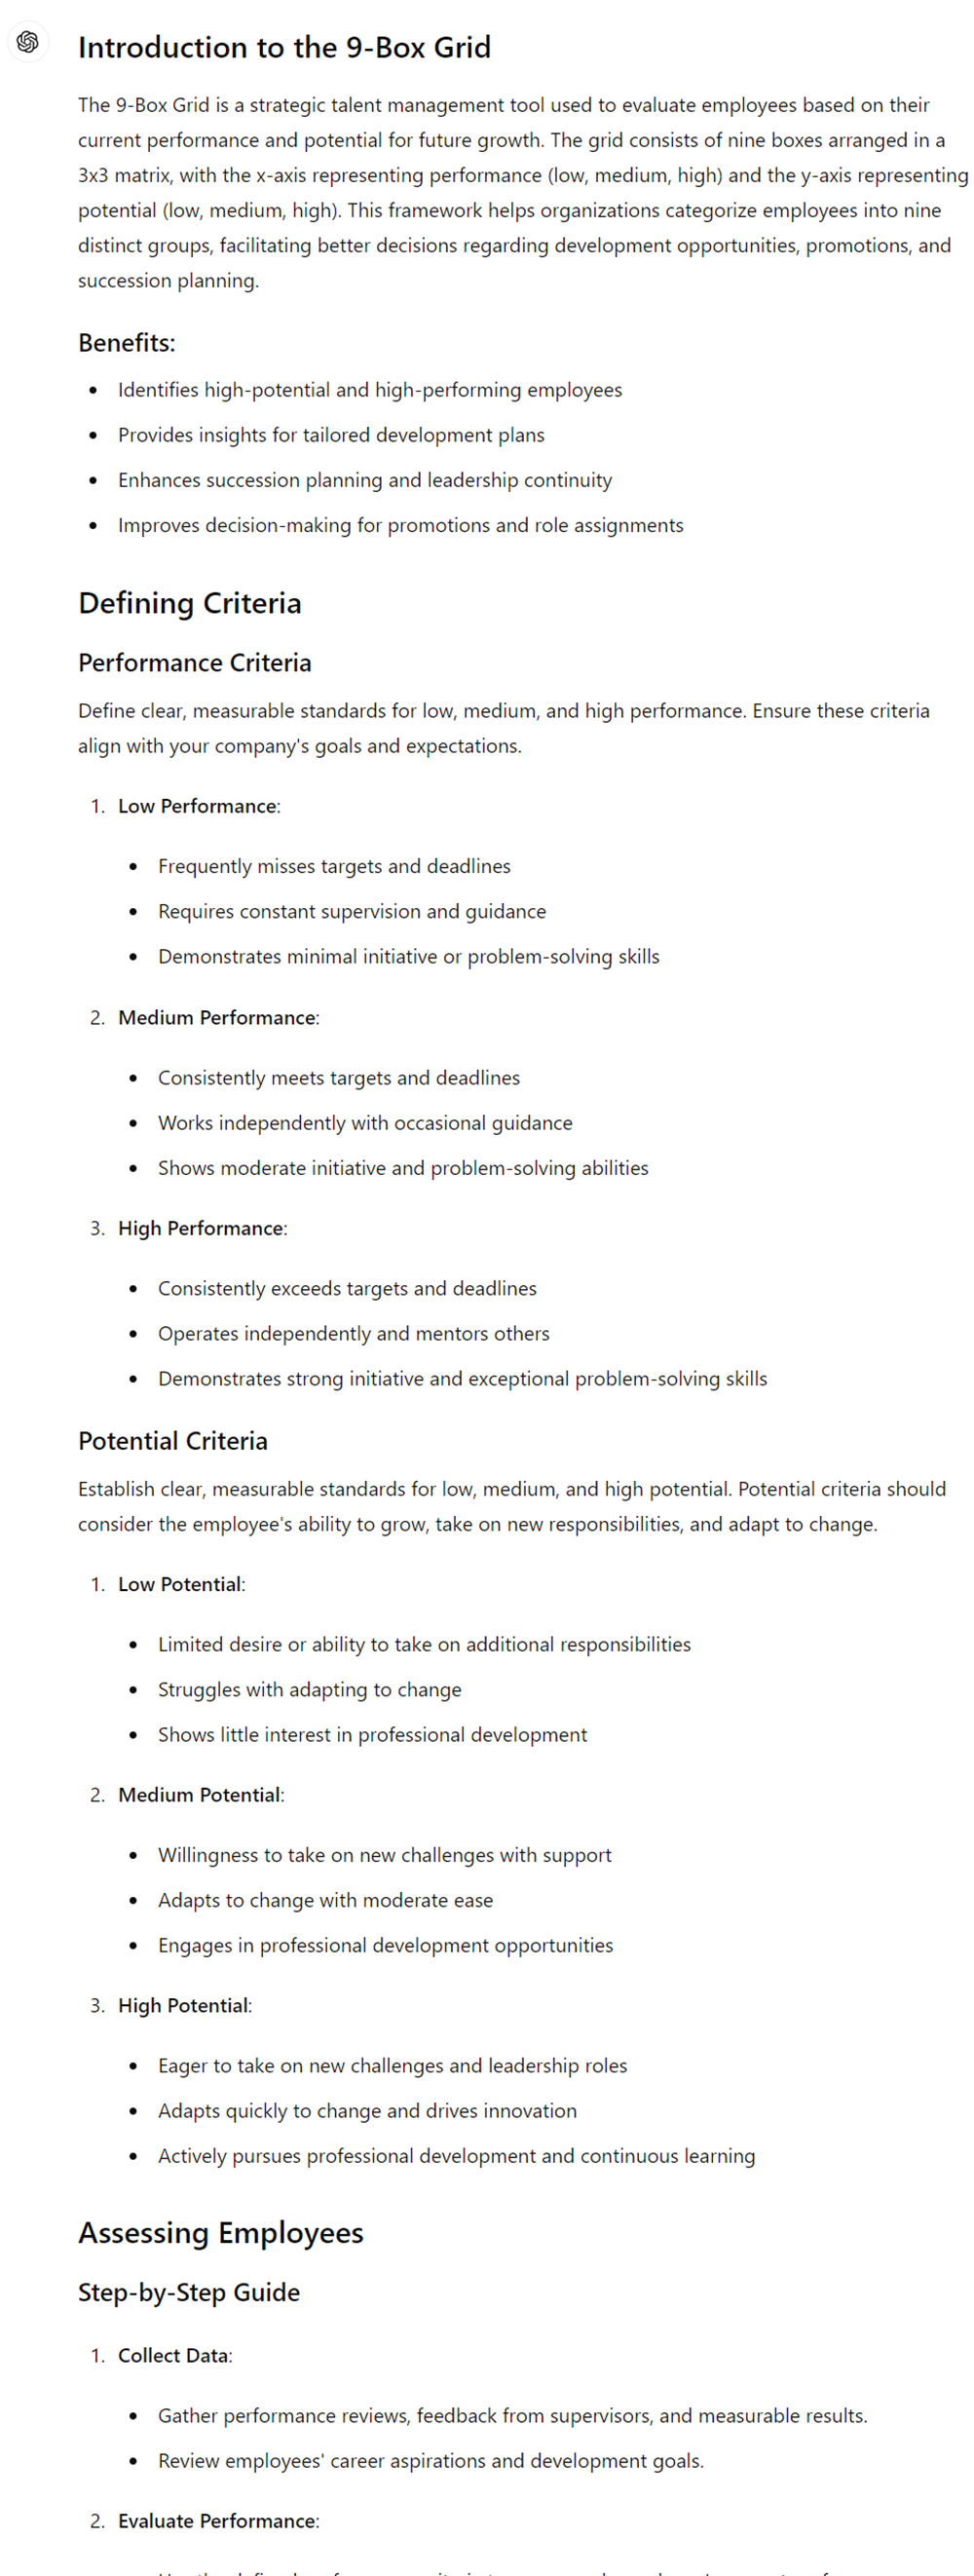 Introduction to the 9-Box Grid
The 9-Box Grid is a strategic talent management tool used to evaluate employees based on their
current performance and potential for future growth. The grid consists of nine boxes arranged in a
3x3 matrix, with the x-axis representing performance (low, medium, high) and the y-axis representing
potential (low, medium, high). This framework helps organizations categorize employees into nine
distinct groups, facilitating better decisions regarding development opportunities, promotions, and
succession planning.
Benefits:
• Identifies high-potential and high-performing employees
• Provides insights for tailored development plans
• Enhances succession planning and leadership continuity
• Improves decision-making for promotions and role assignments
Defining Criteria
Performance Criteria
Define clear, measurable standards for low, medium, and high performance. Ensure these criteria
align with your company's goals and expectations.
1. Low Performance:
• Frequently misses targets and deadlines
• Requires constant supervision and guidance
• Demonstrates minimal initiative or problem-solving skills
2. Medium Performance:
• Consistently meets targets and deadlines
• Works independently with occasional guidance
• Shows moderate initiative and problem-solving abilities
3. High Performance:
• Consistently exceeds targets and deadlines
• Operates independently and mentors others
• Demonstrates strong initiative and exceptional problem-solving skills
Potential Criteria
Establish clear, measurable standards for low, medium, and high potential. Potential criteria should
consider the employee's ability to grow, take on new responsibilities, and adapt to change.
1. Low Potential:
• Limited desire or ability to take on additional responsibilities
• Struggles with adapting to change
• Shows little interest in professional development
2. Medium Potential:
• Willingness to take on new challenges with support
• Adapts to change with moderate ease
• Engages in professional development opportunities
3. High Potential:
• Eager to take on new challenges and leadership roles
• Adapts quickly to change and drives innovation
• Actively pursues professional development and continuous learning
Assessing Employees
Step-by-Step Guide
1. Collect Data:
• Gather performance reviews, feedback from supervisors, and measurable results.
• Review employees' career aspirations and development goals.
2. Evaluate Performance: